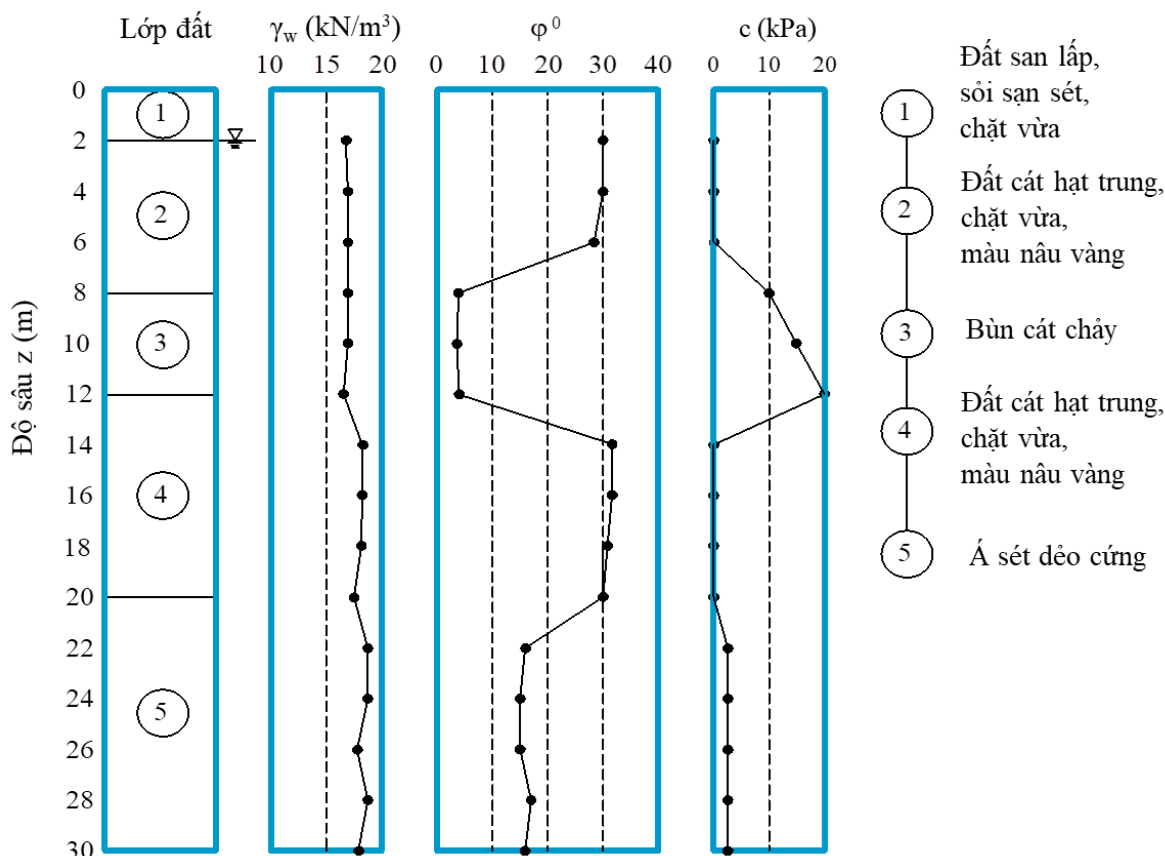 Lớp đất
γw (kN/m³)
φ⁰
c (kPa)
10 15 20
0 10 20 30 40
0 10 20
Độ sâu z (m)
0
2
4
6
8
10
12
14
16
18
20
22
24
26
28
30
1
2
3
4
5
1
Đất san lấp,
sỏi sạn sét,
chặt vừa
2
Đất cát hạt trung,
chặt vừa,
màu nâu vàng
3
Bùn cát chảy
4
Đất cát hạt trung,
chặt vừa,
màu nâu vàng
5
Á sét dẻo cứng